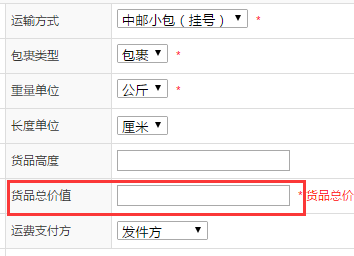 运输方式 中邮小包（挂号） *
包裹类型 包裹 *
重量单位 公斤 *
长度单位 厘米
货品高度
货品总价值 *货品总价
运费支付方 发件方